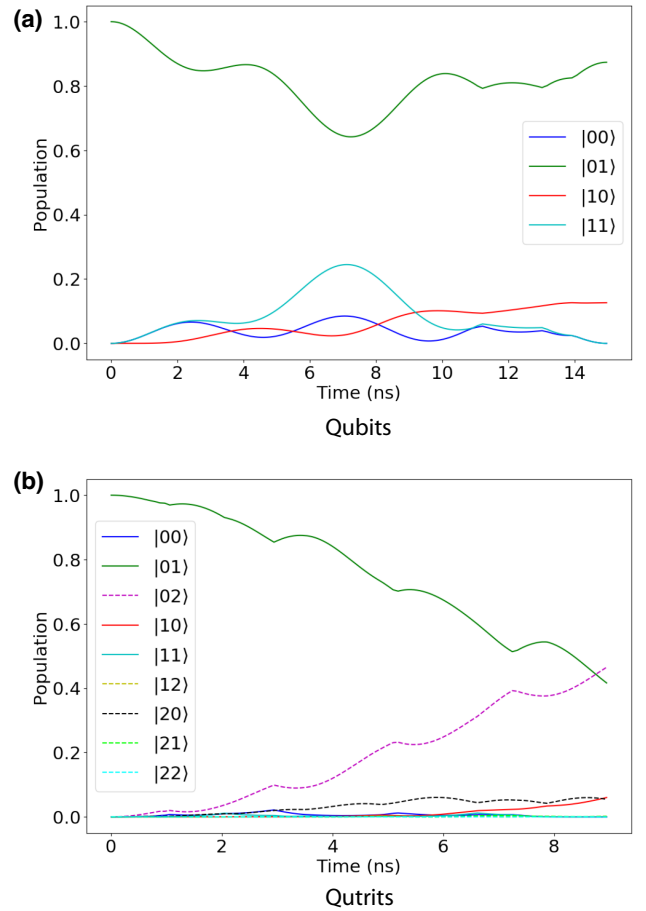 (a)
1.0
0.8
0.6
0.4
0.2
0.0
Population
|00⟩
|01⟩
|10⟩
|11⟩
0 2 4 6 8 10 12 14
Time (ns)
Qubits
(b)
1.0
0.8
0.6
0.4
0.2
0.0
Population
|00⟩
|01⟩
|02⟩
|10⟩
|11⟩
|12⟩
|20⟩
|21⟩
|22⟩
0 2 4 6 8
Time (ns)
Qutrits